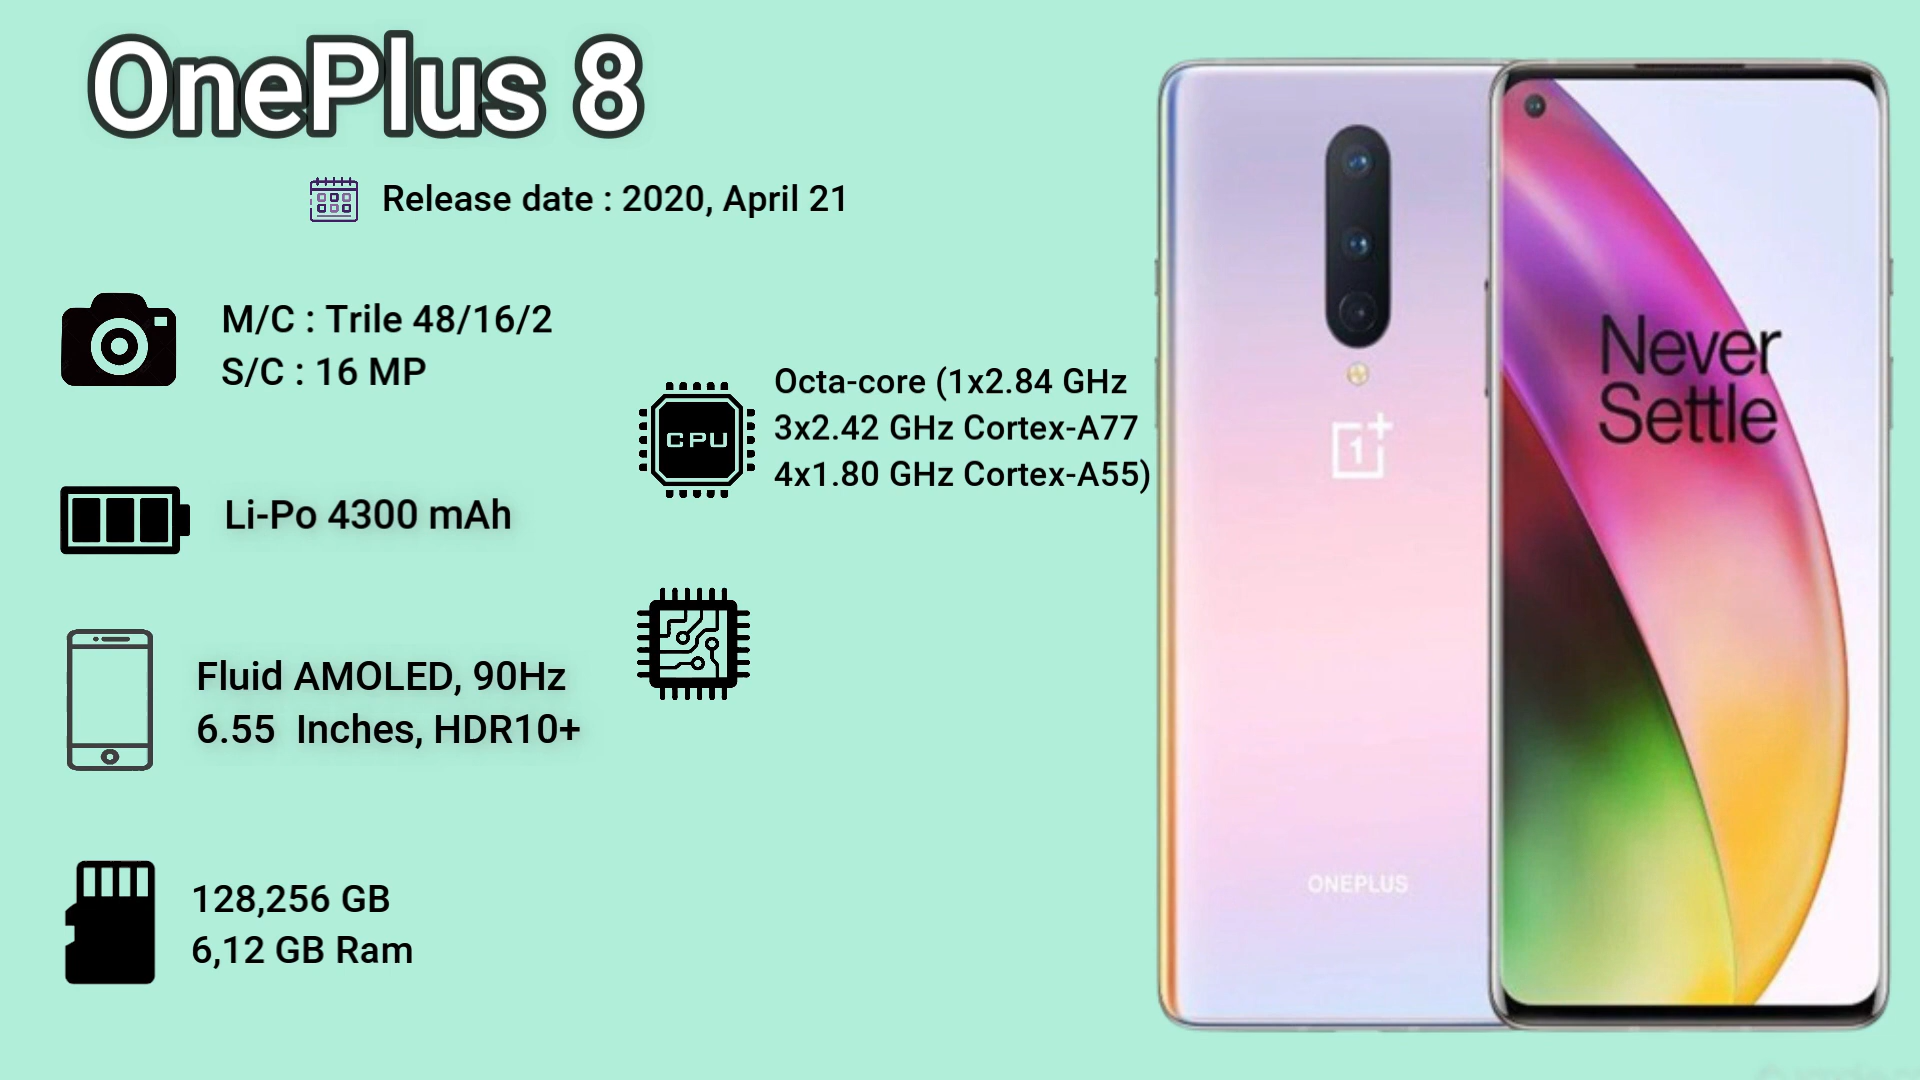 OnePlus 8
Release date : 2020, April 21
M/C : Trile 48/16/2
S/C : 16 MP
CPU
Octa-core (1x2.84 GHz
3x2.42 GHz Cortex-A77
4x1.80 GHz Cortex-A55)
Li-Po 4300 mAh
Fluid AMOLED, 90Hz
6.55 Inches, HDR10+
128,256 GB
6,12 GB Ram
1+
ONEPLUS
Never
Settle